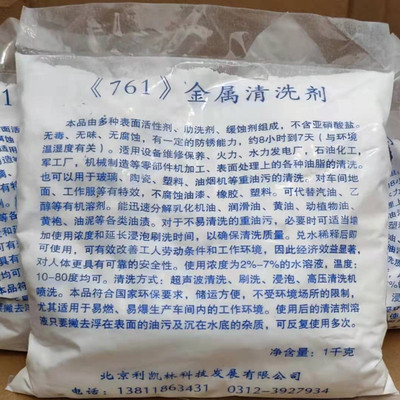 《761》金属清洗剂
本品由多种表面活性剂、助洗剂、缓蚀剂组成，不含亚硝酸盐。
无毒、无味、无腐蚀，有一定的防锈能力，约8小时到7天（与环境
温湿度有关）。适用设备维修保养、火力、水力发电厂，石油化工，
军工厂，机械制造等零部件加工、表面处理上的各种油脂的清洗。
也可以用于玻璃、陶瓷、塑料、油烟机等重油污的清洗。对车间地
面、工作服等有特效，不腐蚀油漆、橡胶、塑料。可代替汽油、乙
醇等有机溶剂。能迅速分解乳化机油、润滑油、黄油、动植物油、
黄袍、油泥等各类油渍。对于不易清洗的重油污，必要时可适当增
加使用浓度和延长浸泡刷洗时间，以确保清洗质量。兑水稀释后即
可使用，可有效改善工人劳动条件和工作环境，因此经济效益显著，
对人体更具有可靠的安全性。使用浓度为2%-7%的水溶液，温度：
10-80度均可。清洗方式：超声波清洗、刷洗、浸泡、高压清洗机
喷洗。本品符合国家环保要求，储运方便，不受环境场所的限制，
尤其适用于易燃、易爆生产车间内的工作环境。使用后的清洁剂溶
液只要撇去浮在表面的油污及沉在水底的杂质，可反复使用多次。
净含量：1千克
北京利凯林科技发展有限公司
电话：13811863431 0312-3927934